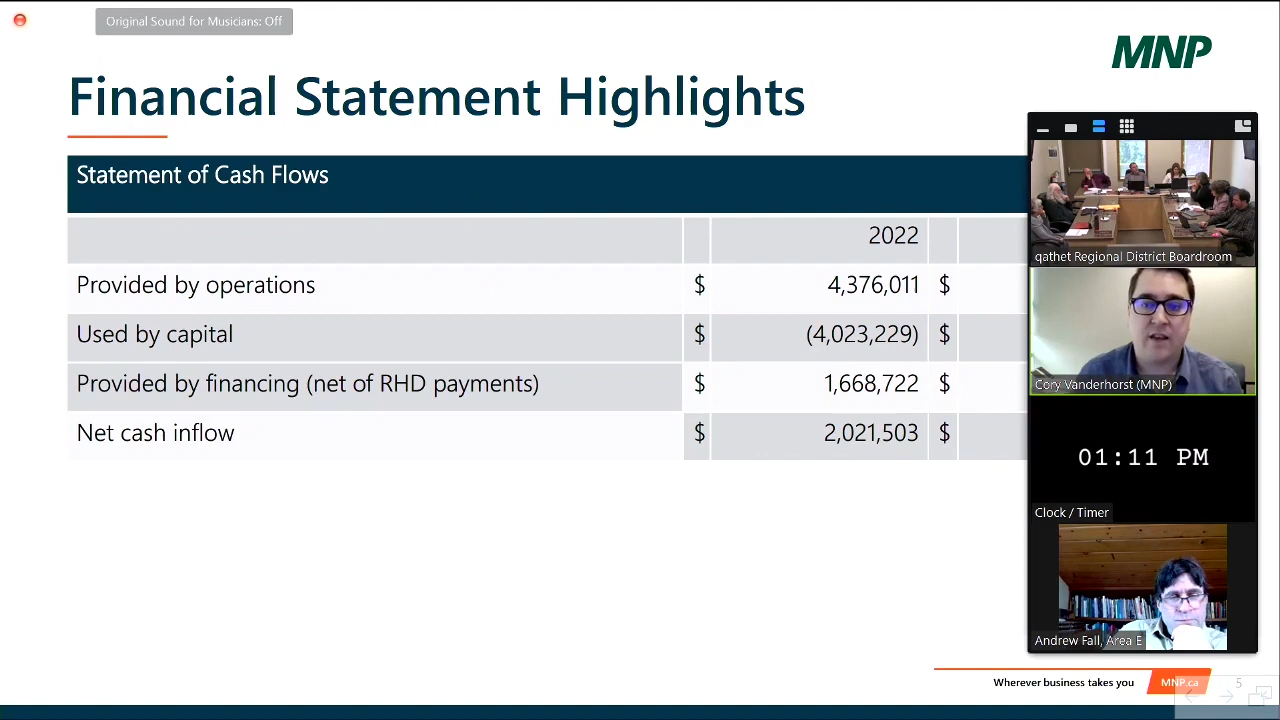 Original Sound for Musicians: Off
MNP
Financial Statement Highlights
Statement of Cash Flows
2022
Provided by operations $ 4,376,011 $
Used by capital $ (4,023,229) $
Provided by financing (net of RHD payments) $ 1,668,722 $
Net cash inflow $ 2,021,503 $
qathet Regional District Boardroom
Cory Vanderhorst (MNP)
01:11 PM
Clock / Timer
Andrew Fall, Area E
Wherever business takes you
MNP.ca
5